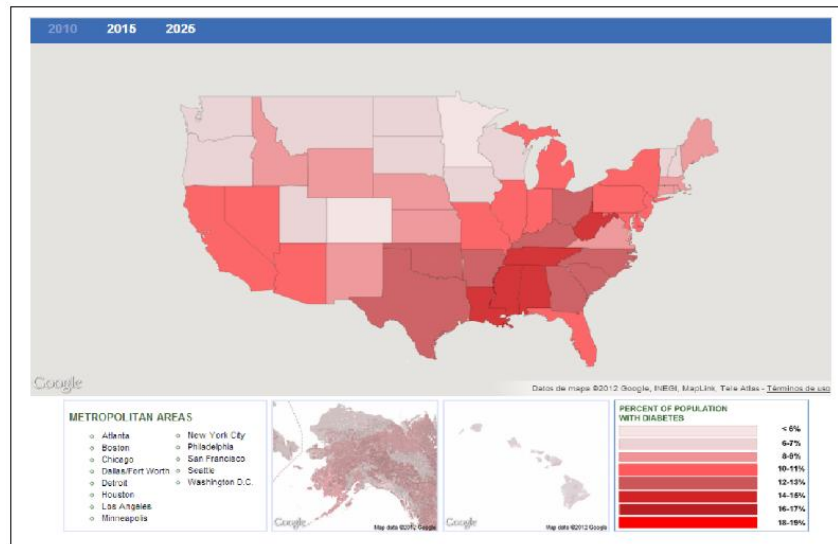 2010 2015 2025
Google
Datos de mapa ©2012 Google, INEGI, MapLink, Tele Atlas - Términos de uso
METROPOLITAN AREAS
Atlanta
Boston
Chicago
Dallas/Fort Worth
Detroit
Houston
Los Angeles
Minneapolis
New York City
Philadelphia
San Francisco
Seattle
Washington D.C.
Google
Map data ©2012 Google
Google
Map data ©2012 Google
PERCENT OF POPULATION
WITH DIABETES
< 6%
6-7%
8-9%
10-11%
12-13%
14-15%
16-17%
18-19%